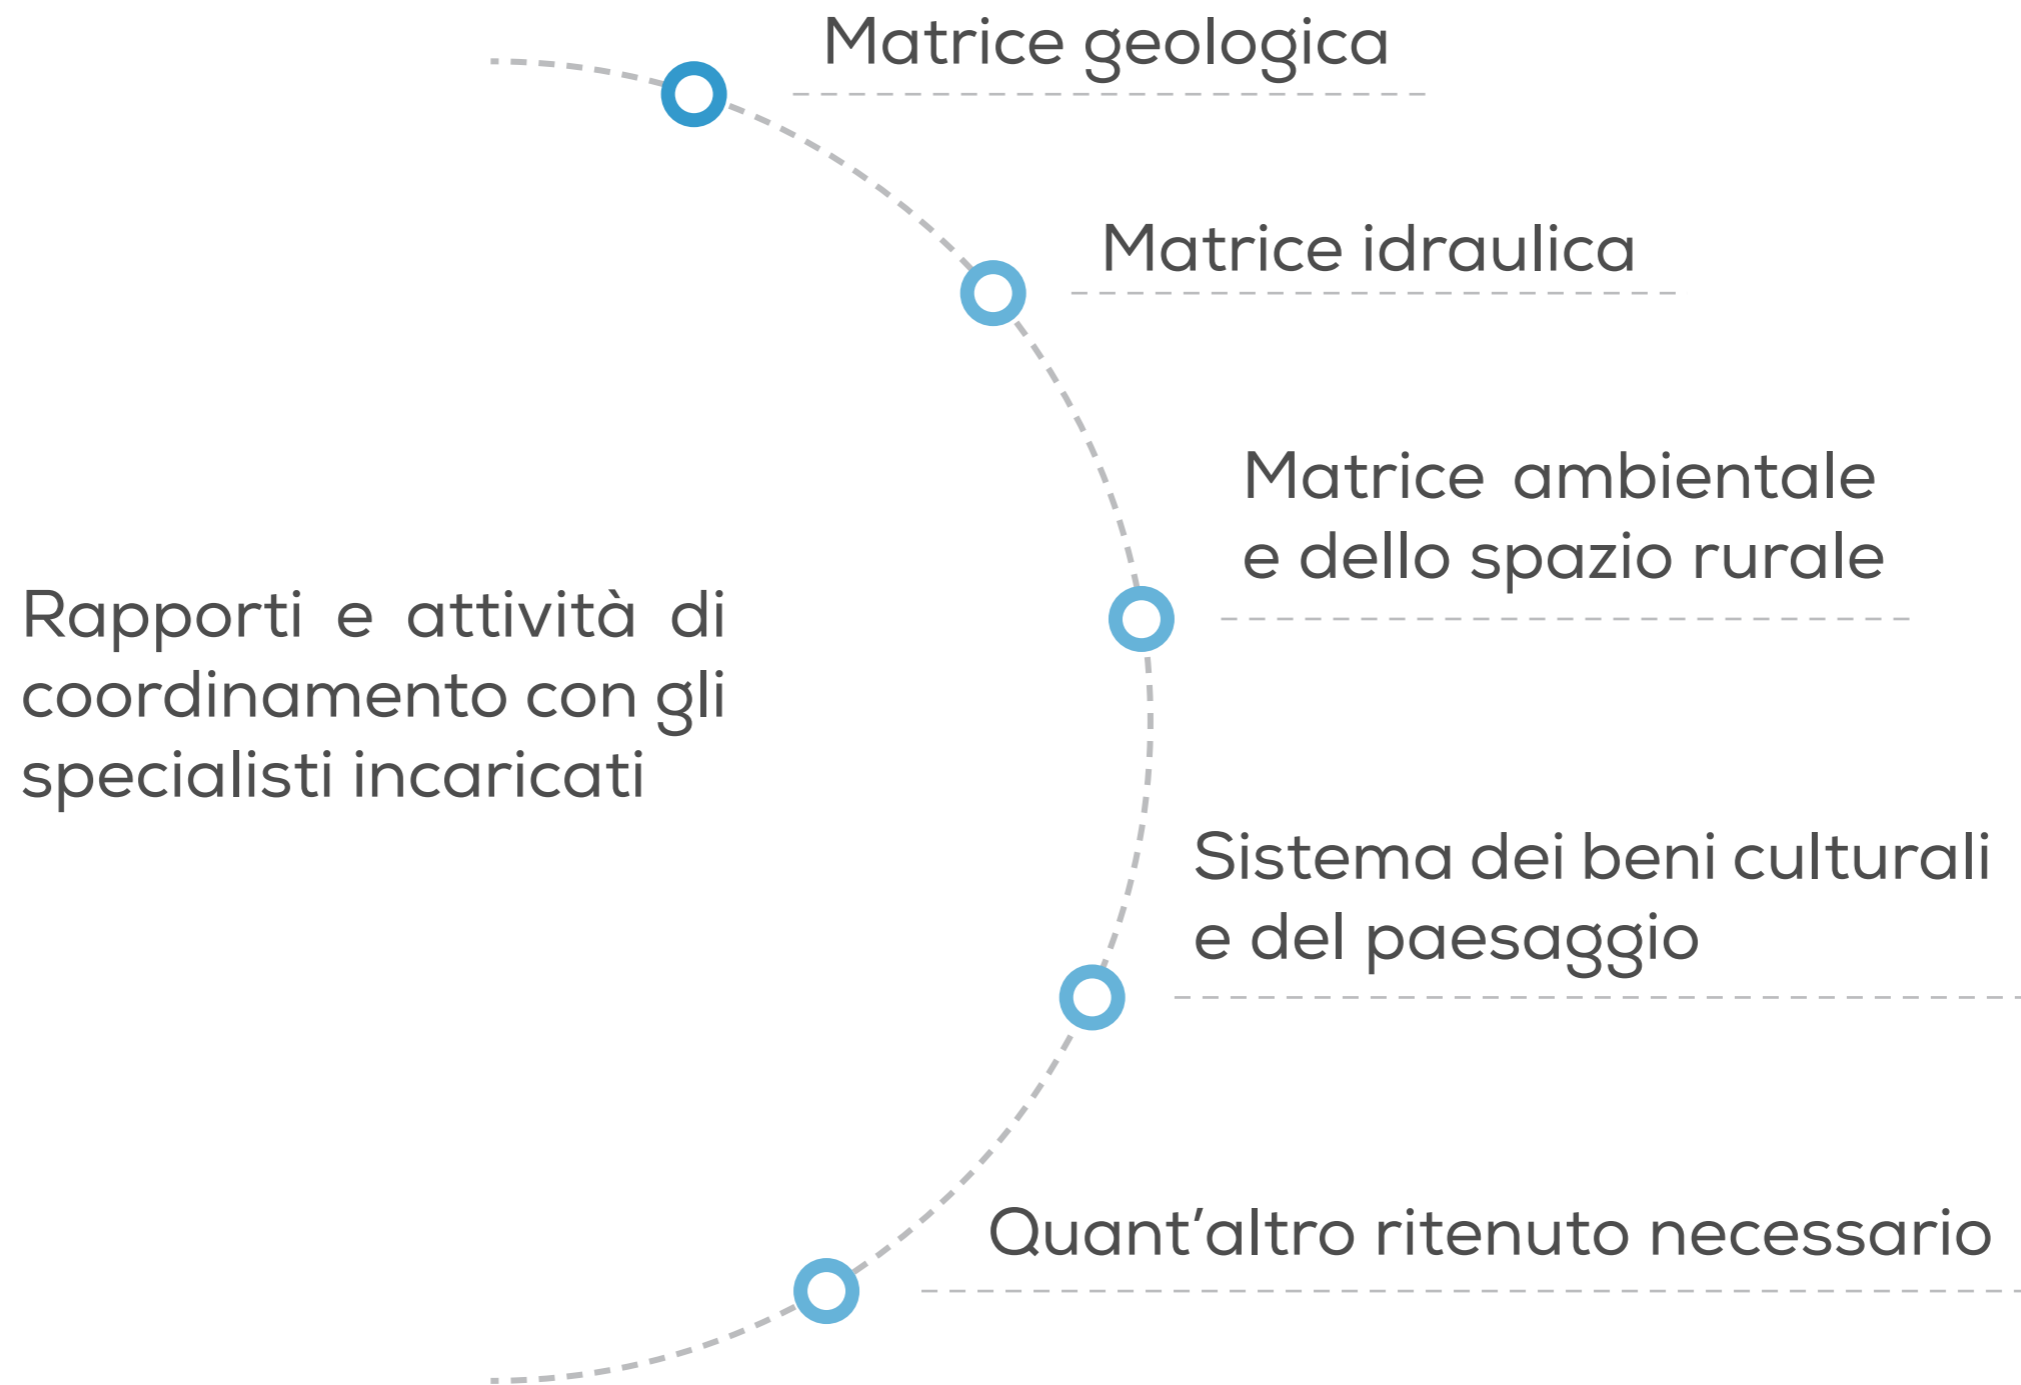 Rapporti e attività di
coordinamento con gli
specialisti incaricati
Matrice geologica
Matrice idraulica
Matrice ambientale
e dello spazio rurale
Sistema dei beni culturali
e del paesaggio
Quant’altro ritenuto necessario